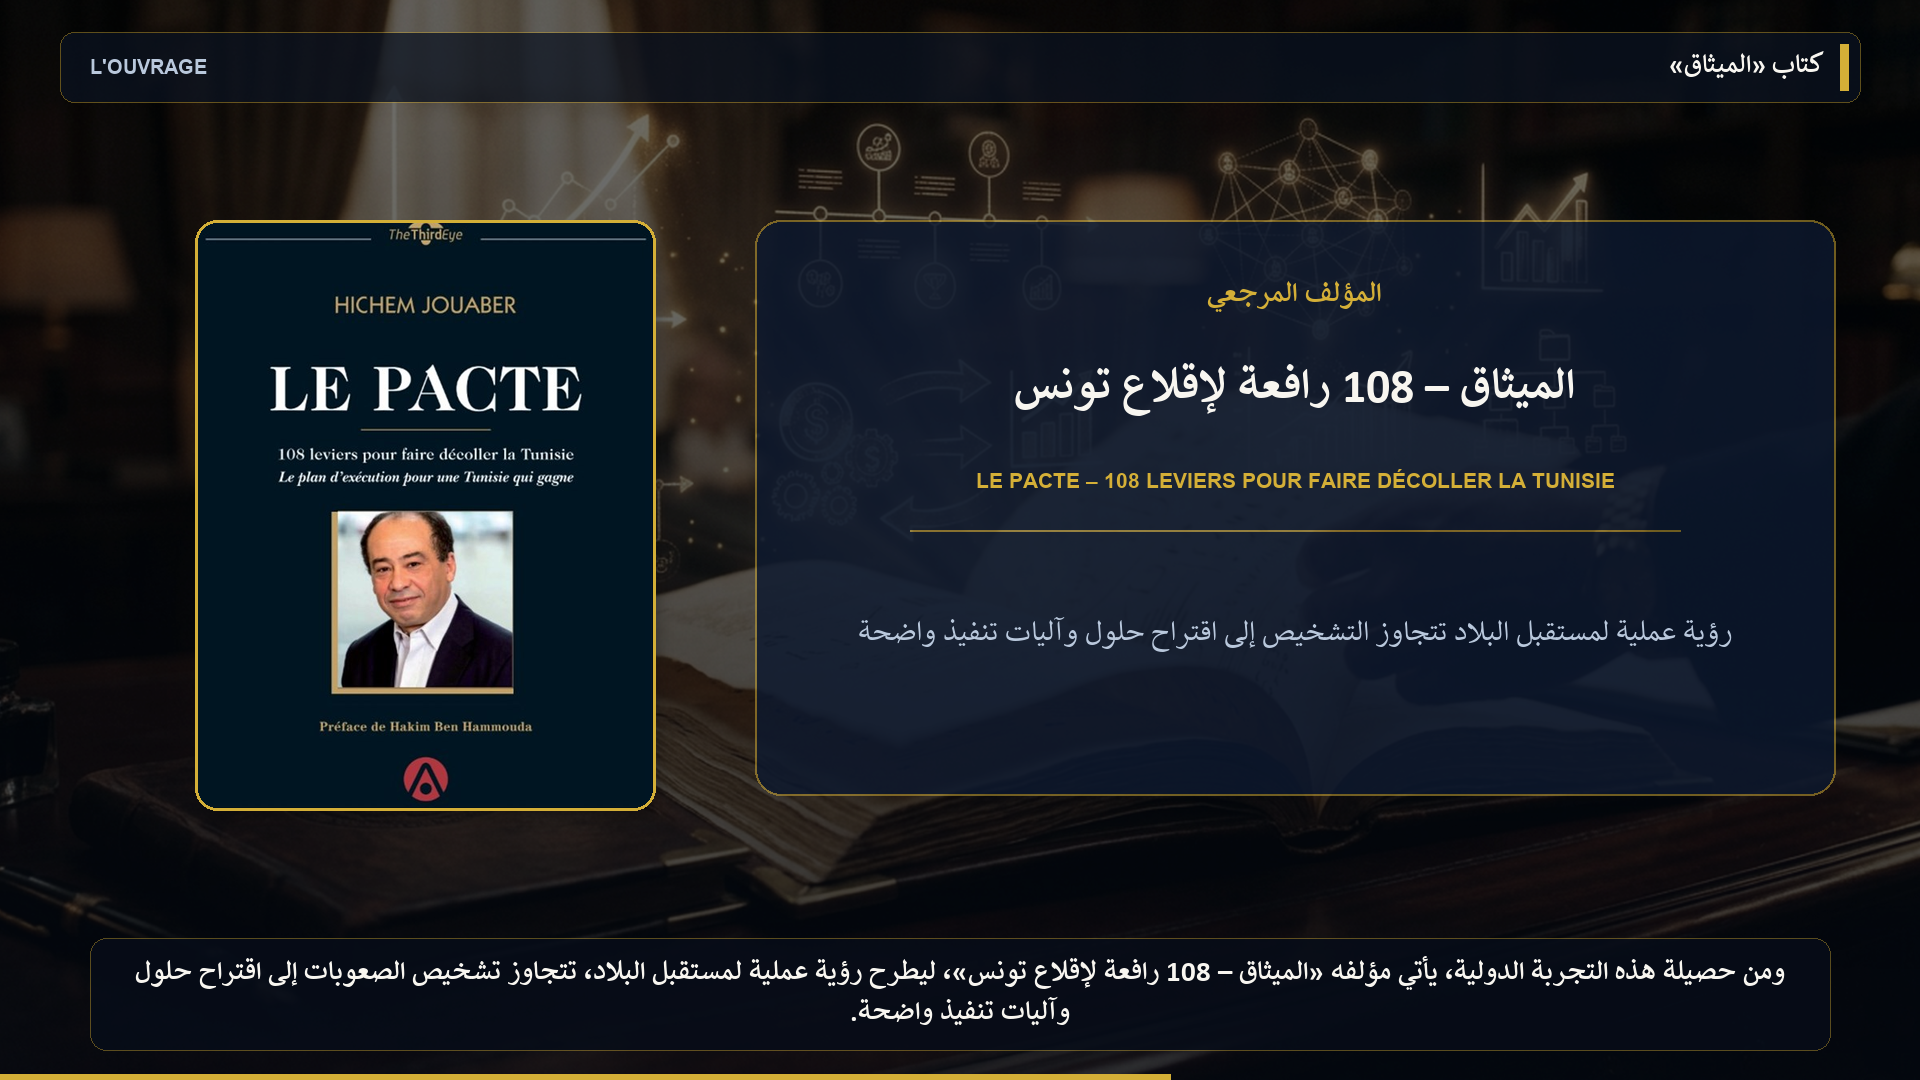 كتاب «الميثاق»
L'OUVRAGE
TheThirdEye
HICHEM JOUABER
LE PACTE
108 leviers pour faire décoller la Tunisie
Le plan d'exécution pour une Tunisie qui gagne
Préface de Hakim Ben Hammouda
المؤلف المرجعي
الميثاق – 108 رافعة لإقلاع تونس
LE PACTE – 108 LEVIERS POUR FAIRE DÉCOLLER LA TUNISIE
رؤية عملية لمستقبل البلاد تتجاوز التشخيص إلى اقتراح حلول وآليات تنفيذ واضحة
ومن حصيلة هذه التجربة الدولية، يأتي مؤلفه «الميثاق – 108 رافعة لإقلاع تونس»، ليطرح رؤية عملية لمستقبل البلاد، تتجاوز تشخيص الصعوبات إلى اقتراح حلول
وآليات تنفيذ واضحة.